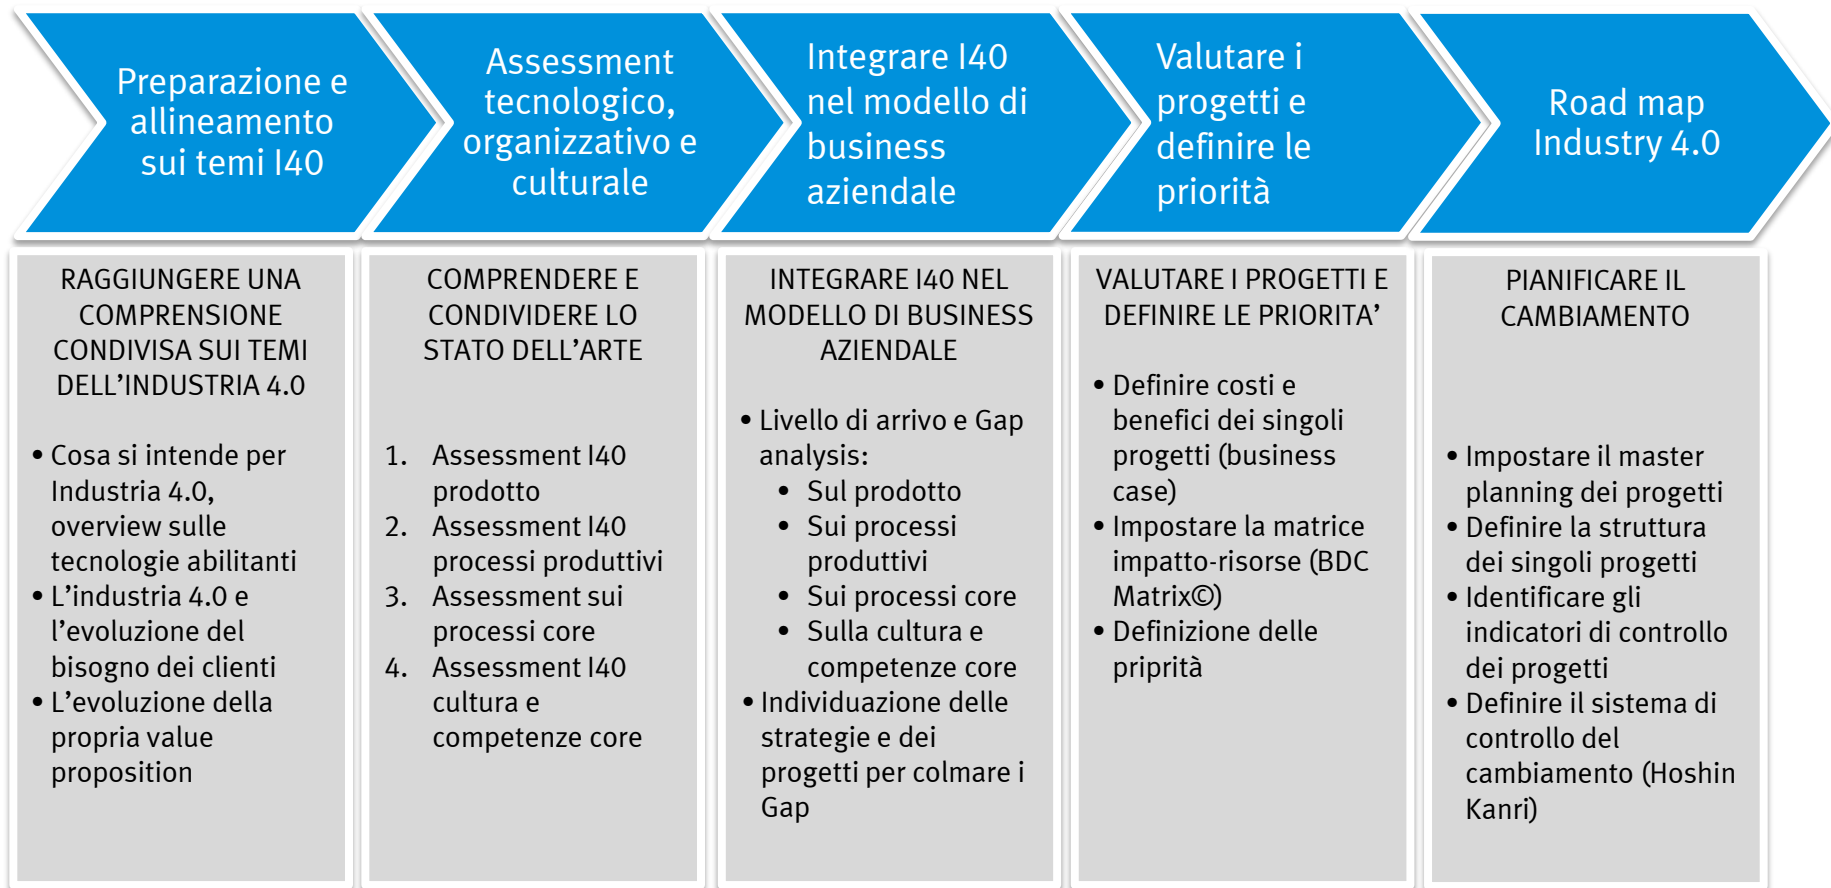 Preparazione e
allineamento
sui temi I40
Assessment
tecnologico,
organizzativo e
culturale
Integrare I40
nel modello di
business
aziendale
Valutare i
progetti e
definire le
priorità
Road map
Industry 4.0
RAGGIUNGERE UNA
COMPRENSIONE
CONDIVISA SUI TEMI
DELL’INDUSTRIA 4.0
• Cosa si intende per
Industria 4.0,
overview sulle
tecnologie abilitanti
• L’industria 4.0 e
l’evoluzione del
bisogno dei clienti
• L’evoluzione della
propria value
proposition
COMPRENDERE E
CONDIVIDERE LO
STATO DELL’ARTE
1. Assessment I40
prodotto
2. Assessment I40
processi produttivi
3. Assessment sui
processi core
4. Assessment I40
cultura e
competenze core
INTEGRARE I40 NEL
MODELLO DI BUSINESS
AZIENDALE
• Livello di arrivo e Gap
analysis:
• Sul prodotto
• Sui processi
produttivi
• Sui processi core
• Sulla cultura e
competenze core
• Individuazione delle
strategie e dei
progetti per colmare i
Gap
VALUTARE I PROGETTI E
DEFINIRE LE PRIORITA’
• Definire costi e
benefici dei singoli
progetti (business
case)
• Impostare la matrice
impatto-risorse (BDC
Matrix©)
• Definizione delle
priprità
PIANIFICARE IL
CAMBIAMENTO
• Impostare il master
planning dei progetti
• Definire la struttura
dei singoli progetti
• Identificare gli
indicatori di controllo
dei progetti
• Definire il sistema di
controllo del
cambiamento (Hoshin
Kanri)